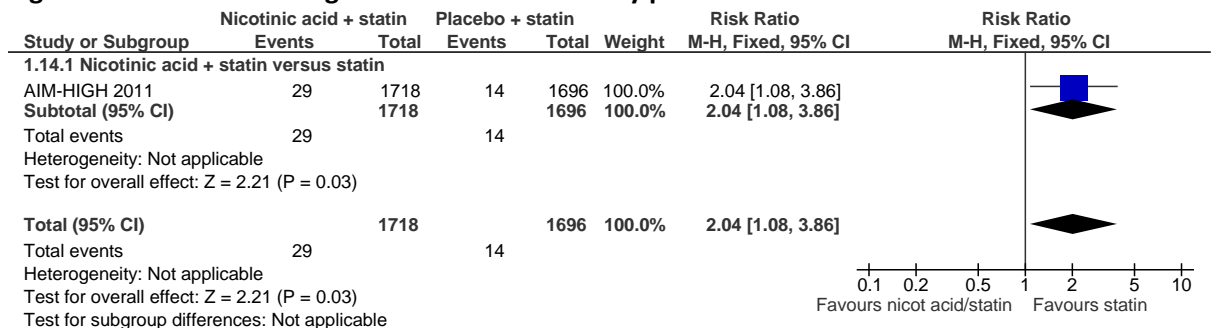 Nicotinic acid + statin Placebo + statin Risk Ratio Risk Ratio
Study or Subgroup Events Total Events Total Weight M-H, Fixed, 95% CI M-H, Fixed, 95% CI
1.14.1 Nicotinic acid + statin versus statin
AIM-HIGH 2011 29 1718 14 1696 100.0% 2.04 [1.08, 3.86]
Subtotal (95% CI) 1718 1696 100.0% 2.04 [1.08, 3.86]
Total events 29 14
Heterogeneity: Not applicable
Test for overall effect: Z = 2.21 (P = 0.03)
Total (95% CI) 1718 1696 100.0% 2.04 [1.08, 3.86]
Total events 29 14
Heterogeneity: Not applicable
Test for overall effect: Z = 2.21 (P = 0.03)
Test for subgroup differences: Not applicable
0.1 0.2 0.5 1 2 5 10
Favours nicot acid/statin Favours statin